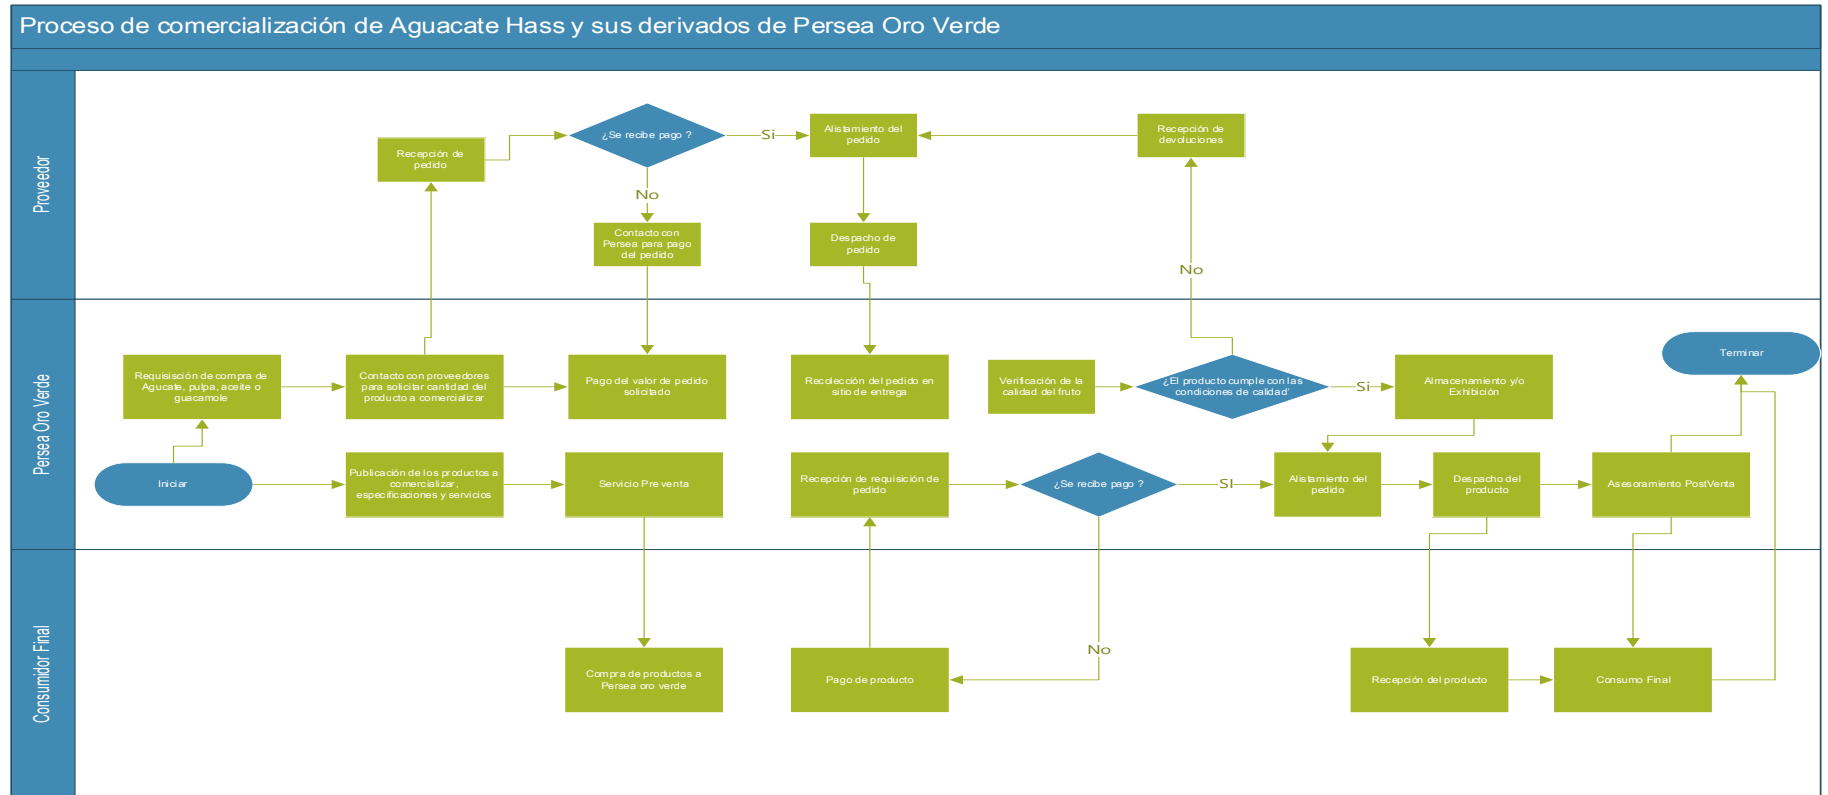 Proceso de comercialización de Aguacate Hass y sus derivados de Persea Oro Verde
Proveedor
Recepción de
pedido
¿Se recibe pago ?
Si
No
Contacto con
Persea para pago
del pedido
Alistamiento del
pedido
Despacho de
pedido
Recepción de
devoluciones
No
Persea Oro Verde
Requisisción de compra de
Agucate, pulpa, aceite o
guacamole
Contacto con proveedores
para solicitar cantidad del
producto a comercializar
Pago del valor de pedido
solicitado
Recolección del pedido en
sitio de entrega
Verificación de la
calidad del fruto
¿El producto cumple con las
condiciones de calidad'
Si
Almacenamiento y/o
Exhibición
Terminar
Iniciar
Publicación de los productos a
comercializar,
especificaciones y servicios
Servicio Preventa
Recepción de requisición de
pedido
¿Se recibe pago ?
SI
Alistamiento del
pedido
Despacho del
producto
Asesoramiento PostVenta
Consumidor Final
Compra de productos a
Persea oro verde
Pago de producto
No
Recepción del producto
Consumo Final